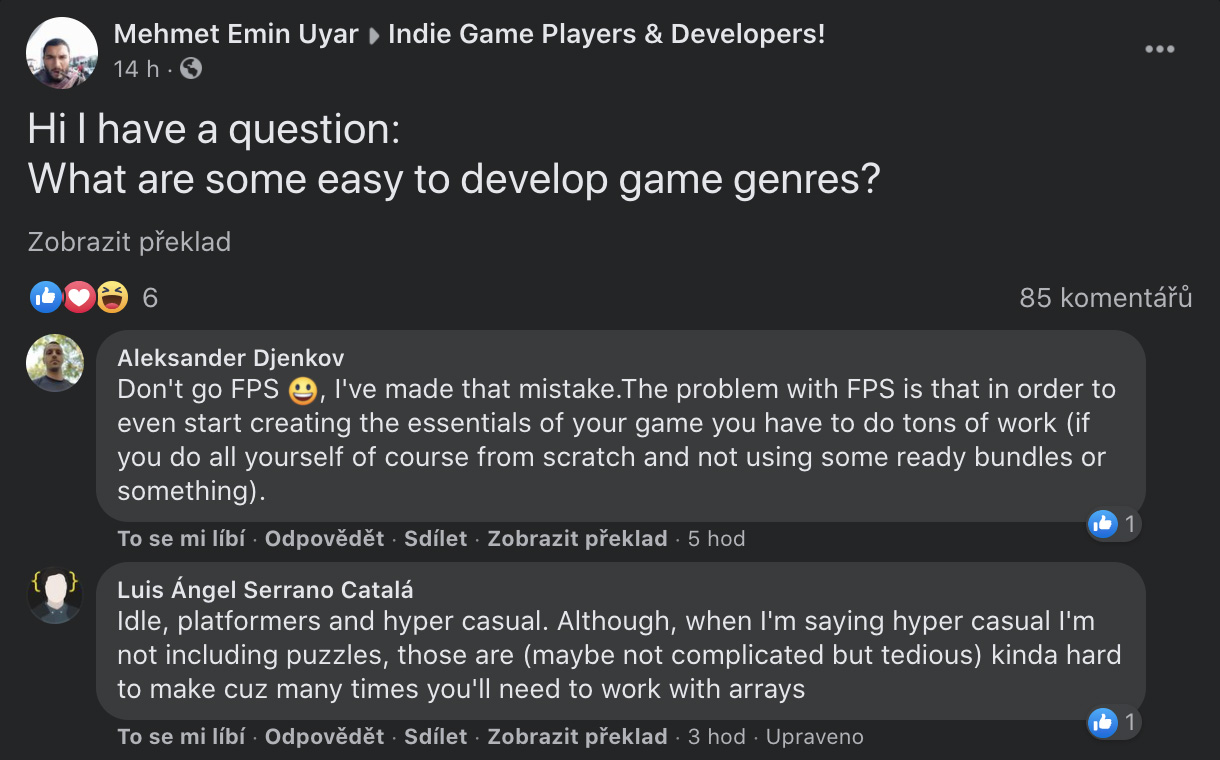 Mehmet Emin Uyar ▸ Indie Game Players & Developers!
14 h ·
Hi I have a question:
What are some easy to develop game genres?
Zobrazit překlad
6
85 komentářů
Aleksander Djenkov
Don't go FPS 😃, I've made that mistake.The problem with FPS is that in order to
even start creating the essentials of your game you have to do tons of work (if
you do all yourself of course from scratch and not using some ready bundles or
something).
1
To se mi líbí · Odpovědět · Sdílet · Zobrazit překlad · 5 hod
Luis Ángel Serrano Catalá
Idle, platformers and hyper casual. Although, when I'm saying hyper casual I'm
not including puzzles, those are (maybe not complicated but tedious) kinda hard
to make cuz many times you'll need to work with arrays
1
To se mi líbí · Odpovědět · Sdílet · Zobrazit překlad · 3 hod · Upraveno